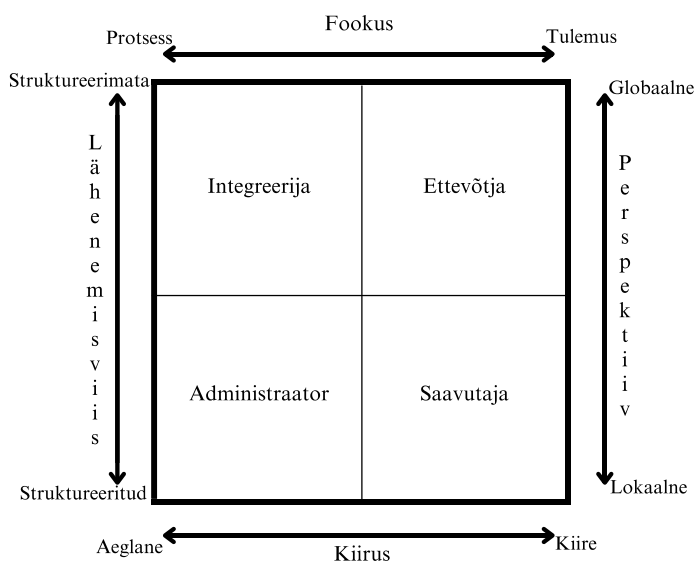 Fookus
Protsess
Tulemus
Struktureerimata
Globaalne
Lähenemisviis
Perspektiiv
Integreerija
Ettevõtja
Administraator
Saavutaja
Struktureeritud
Lokaalne
Aeglane
Kiirus
Kiire